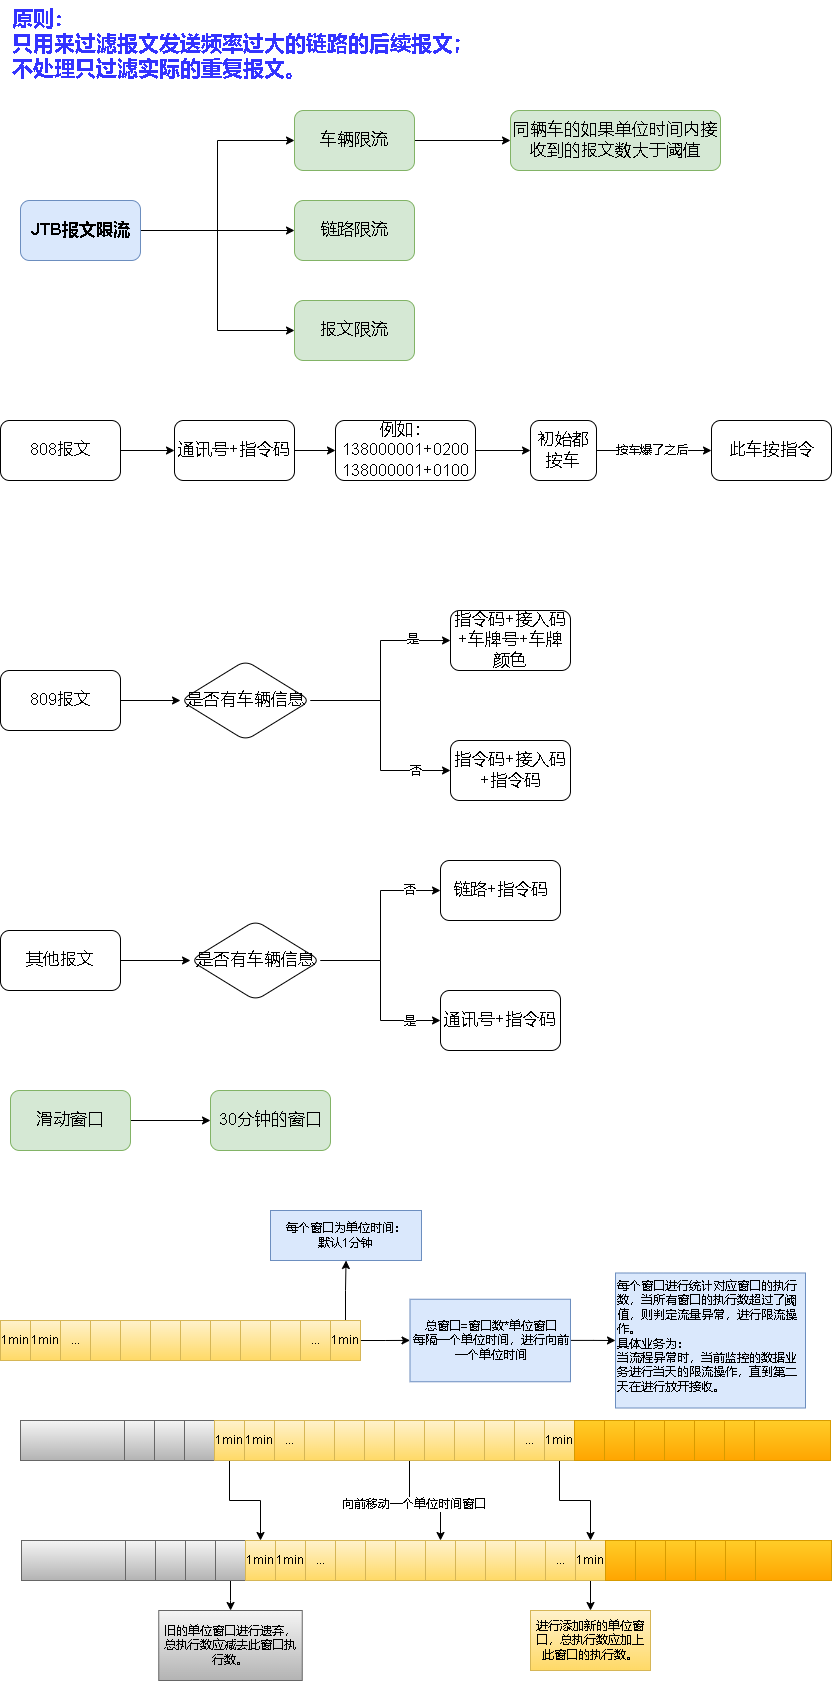 原则：
只用来过滤报文发送频率过大的链路的后续报文；
不处理只过滤实际的重复报文。
车辆限流
同辆车的如果单位时间内接
收到的报文数大于阈值
JTB报文限流
链路限流
报文限流
808报文
通讯号+指令码
例如：
138000001+0200
138000001+0100
初始都
按车
按车爆了之后
此车按指令
809报文
是否有车辆信息
是
指令码+接入码
+车牌号+车牌
颜色
否
指令码+接入码
+指令码
其他报文
是否有车辆信息
否
链路+指令码
是
通讯号+指令码
滑动窗口
30分钟的窗口
每个窗口为单位时间：
默认1分钟
1min
1min
...
...
1min
总窗口=窗口数*单位窗口
每隔一个单位时间，进行向前
一个单位时间
每个窗口进行统计对应窗口的执行
数，当所有窗口的执行数超过了阈
值，则判定流量异常，进行限流操
作。
具体业务为：
当流程异常时，当前监控的数据业
务进行当天的限流操作，直到第二
天在进行放开接收。
1min
1min
...
...
1min
向前移动一个单位时间窗口
1min
1min
...
...
1min
旧的单位窗口进行遗弃，
总执行数应减去此窗口执
行数。
进行添加新的单位窗
口，总执行数应加上
此窗口的执行数。